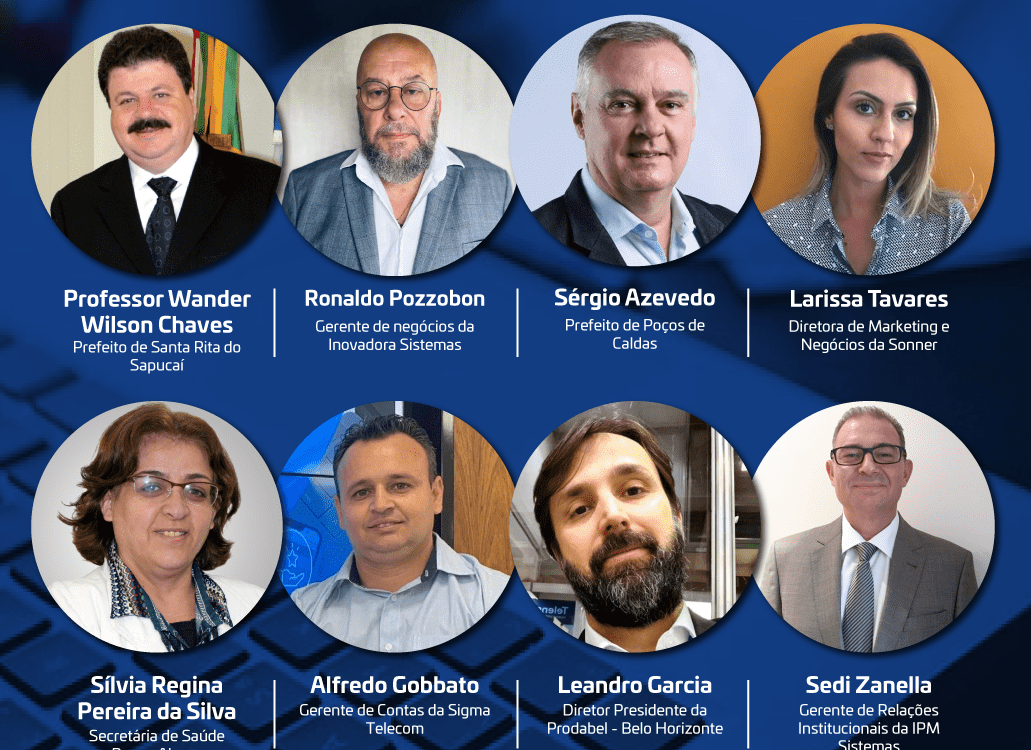 Professor Wander
Wilson Chaves
Prefeito de Santa Rita do
Sapucaí
Ronaldo Pozzobon
Gerente de negócios da
Inovadora Sistemas
Sérgio Azevedo
Prefeito de Poços de
Caldas
Larissa Tavares
Diretora de Marketing e
Negócios da Sonner
Sílvia Regina
Pereira da Silva
Secretária de Saúde
Alfredo Gobbato
Gerente de Contas da Sigma
Telecom
Leandro Garcia
Diretor Presidente da
Prodabel - Belo Horizonte
Sedi Zanella
Gerente de Relações
Institucionais da IPM
Sistemas